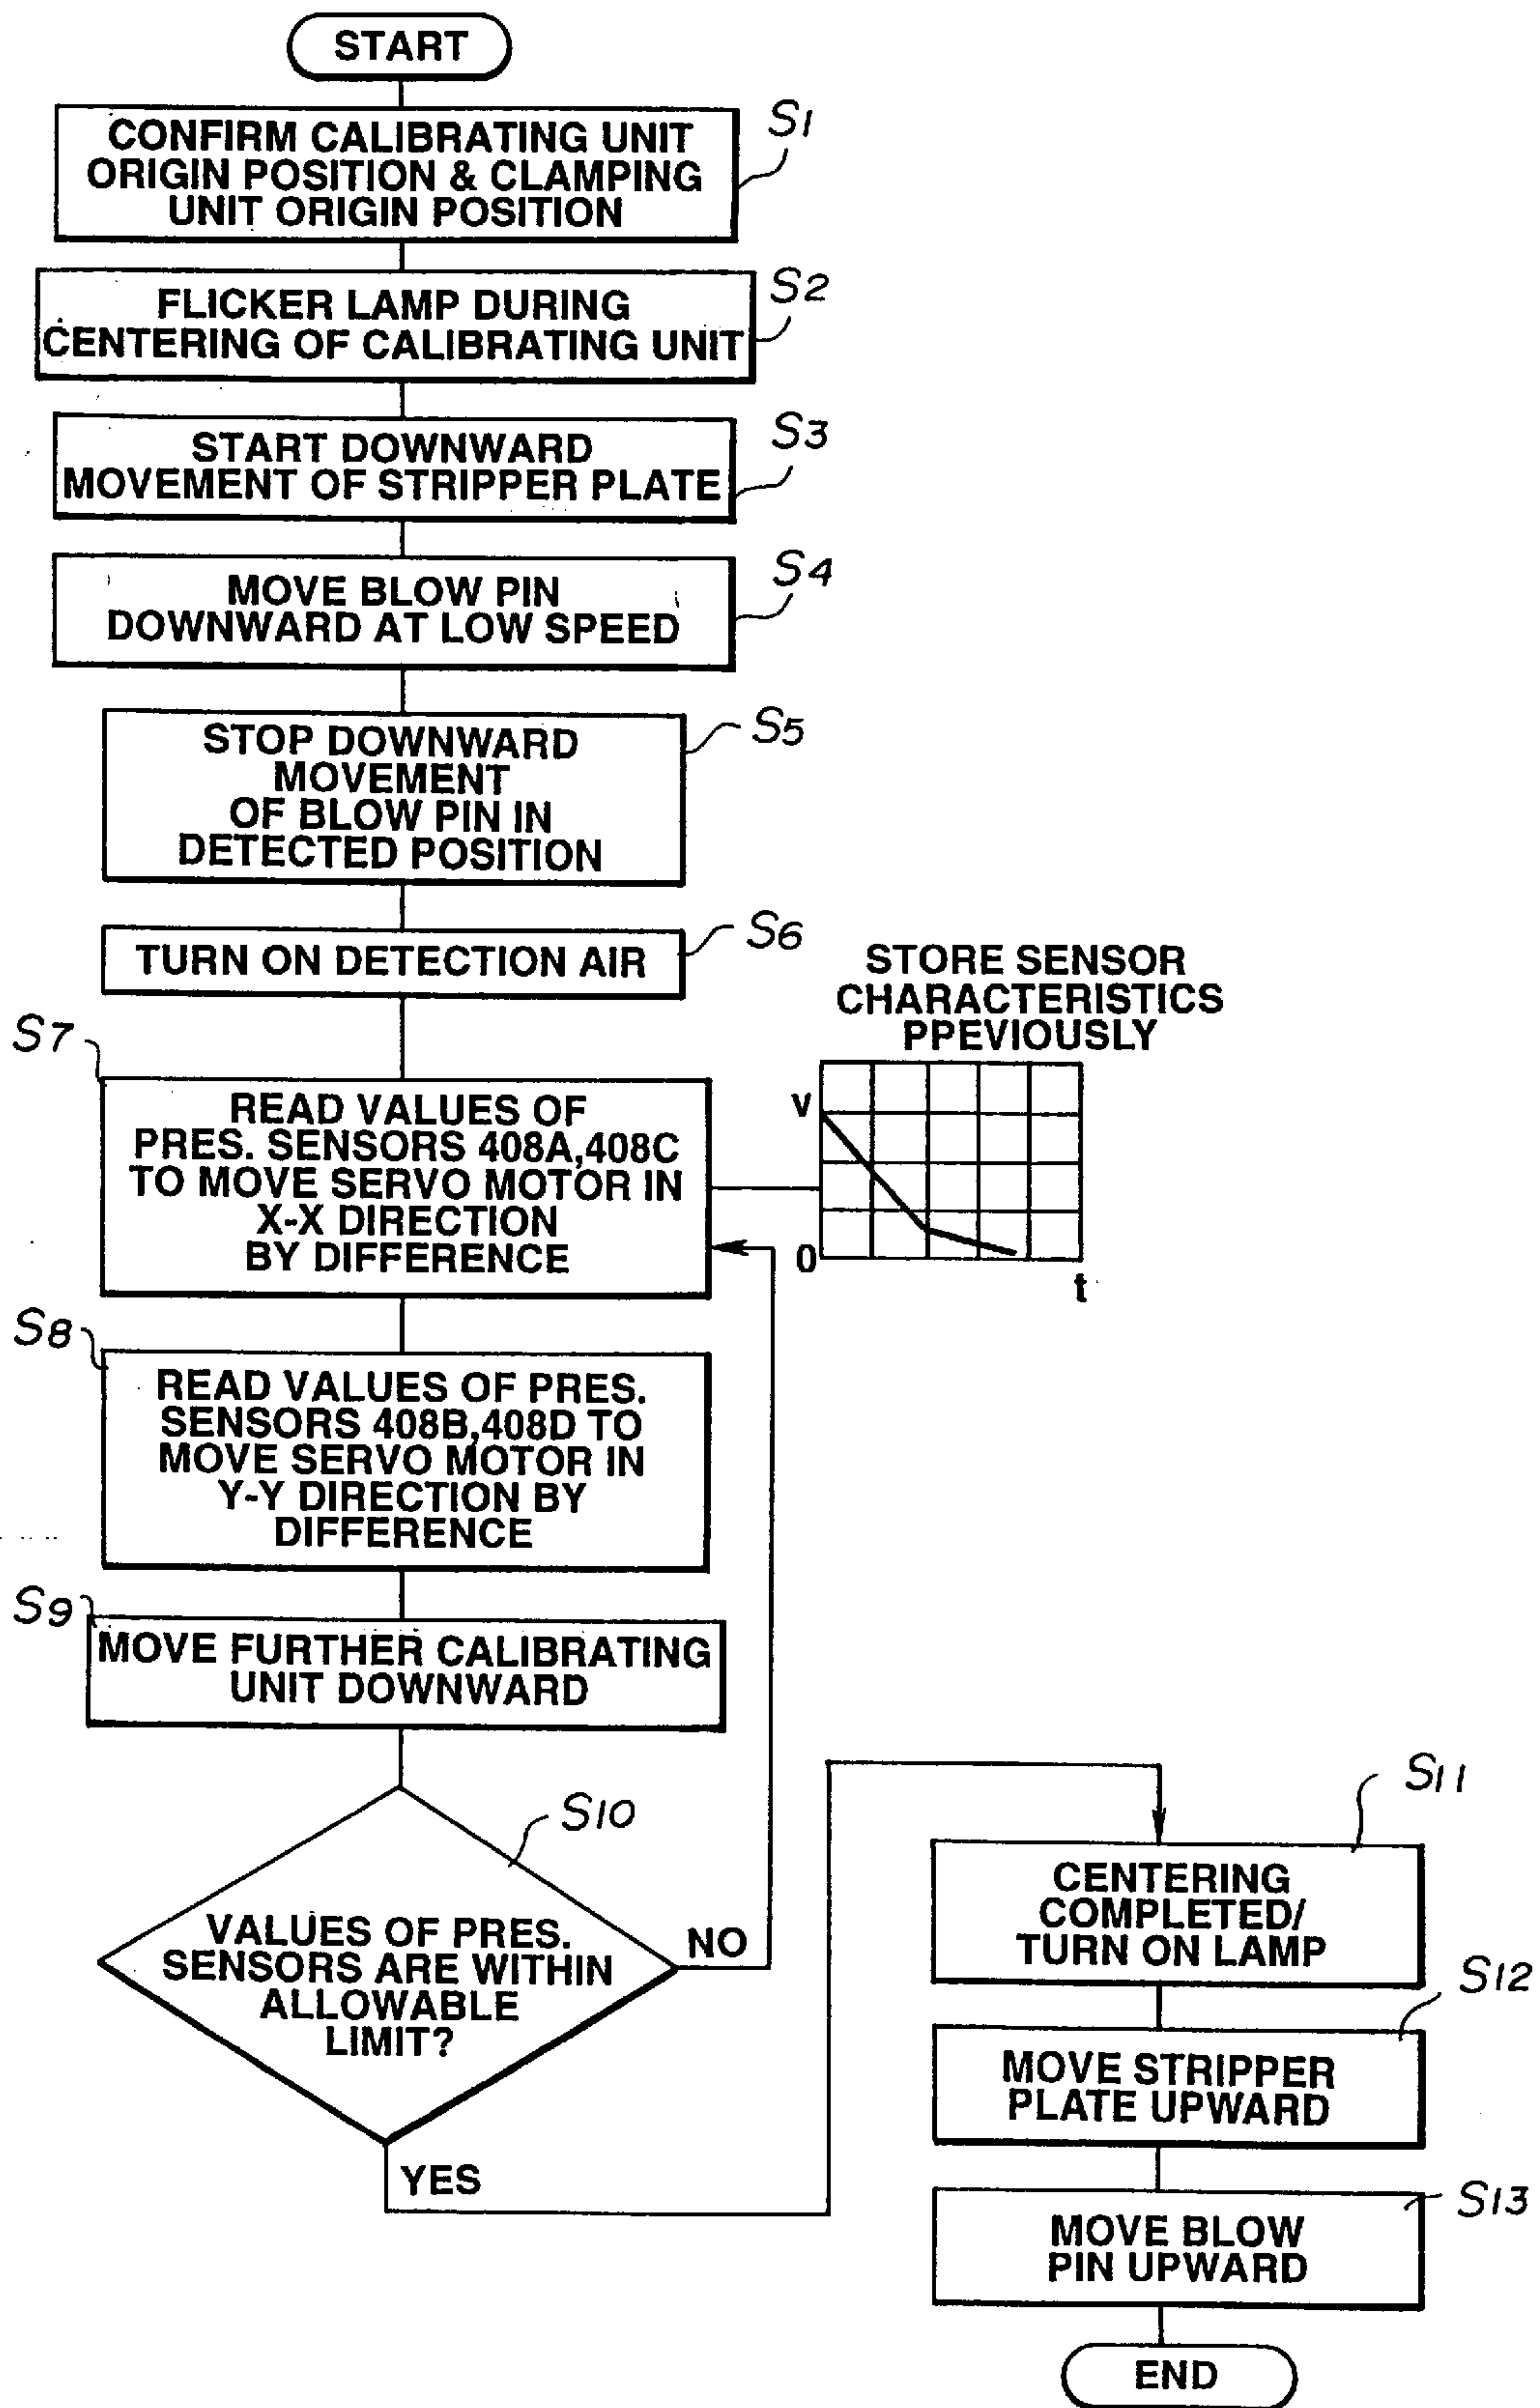 START
S1
CONFIRM CALIBRATING UNIT
ORIGIN POSITION & CLAMPING
UNIT ORIGIN POSITION
S2
FLICKER LAMP DURING
CENTERING OF CALIBRATING UNIT
S3
START DOWNWARD
MOVEMENT OF STRIPPER PLATE
S4
MOVE BLOW PIN
DOWNWARD AT LOW SPEED
S5
STOP DOWNWARD
MOVEMENT
OF BLOW PIN IN
DETECTED POSITION
S6
TURN ON DETECTION AIR
STORE SENSOR
CHARACTERISTICS
PPEVIOUSLY
V
0
t
S7
READ VALUES OF
PRES. SENSORS 408A,408C
TO MOVE SERVO MOTOR IN
X-X DIRECTION
BY DIFFERENCE
S8
READ VALUES OF PRES.
SENSORS 408B,408D TO
MOVE SERVO MOTOR IN
Y-Y DIRECTION BY
DIFFERENCE
S9
MOVE FURTHER CALIBRATING
UNIT DOWNWARD
S10
VALUES OF PRES.
SENSORS ARE WITHIN
ALLOWABLE
LIMIT?
NO
YES
S11
CENTERING
COMPLETED/
TURN ON LAMP
S12
MOVE STRIPPER
PLATE UPWARD
S13
MOVE BLOW
PIN UPWARD
END